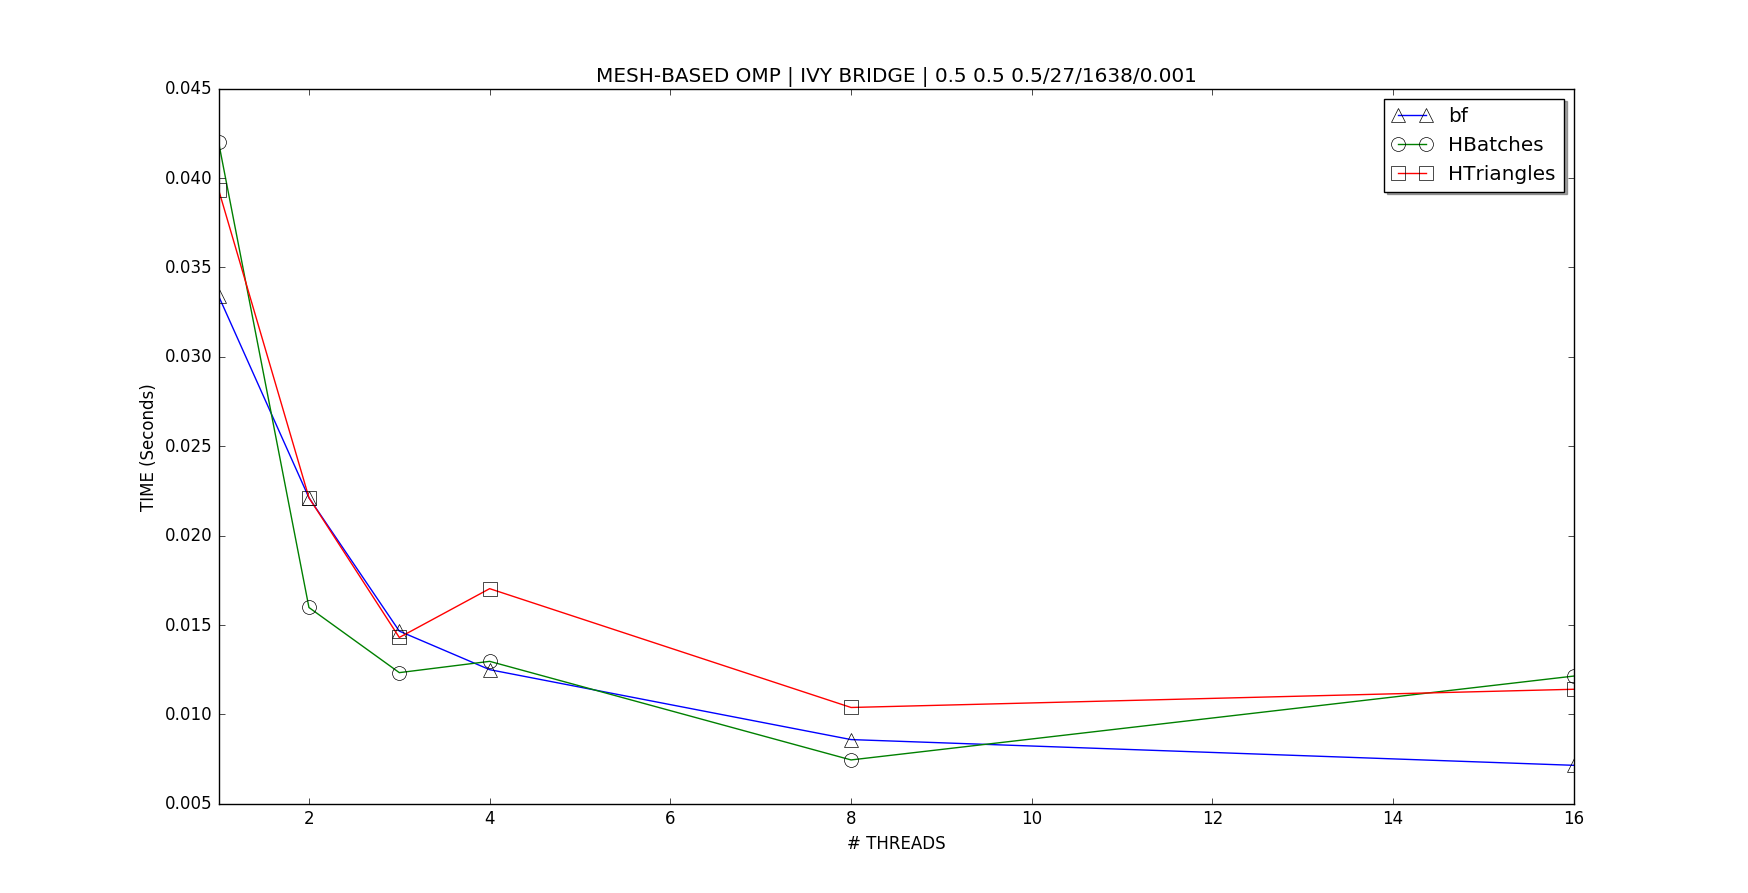 MESH-BASED OMP | IVY BRIDGE | 0.5 0.5 0.5/27/1638/0.001
bf
HBatches
HTriangles
TIME (Seconds)
0.045
0.040
0.035
0.030
0.025
0.020
0.015
0.010
0.005
2 4 6 8 10 12 14 16
# THREADS